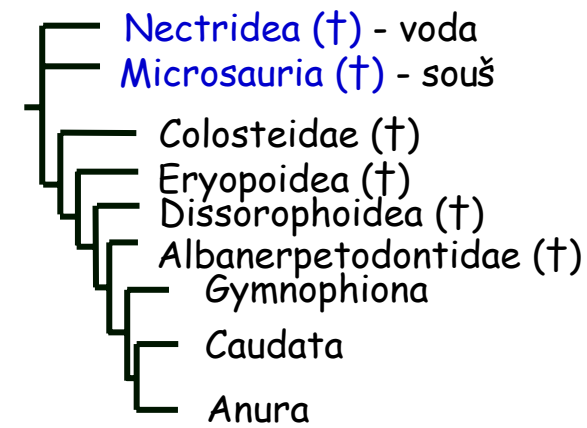 Nectridea (†) - voda
Microsauria (†) - souš
Colosteidae (†)
Eryopoidea (†)
Dissorophoidea (†)
Albanerpetodontidae (†)
Gymnophiona
Caudata
Anura